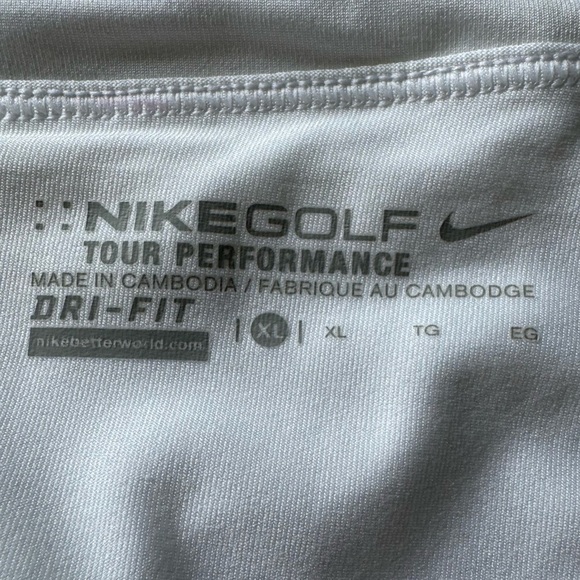 NIKEGOLF
TOUR PERFORMANCE
MADE IN CAMBODIA / FABRIQUE AU CAMBODGE
DRI-FIT
nikebetterworld.com | XL | XL TG EG